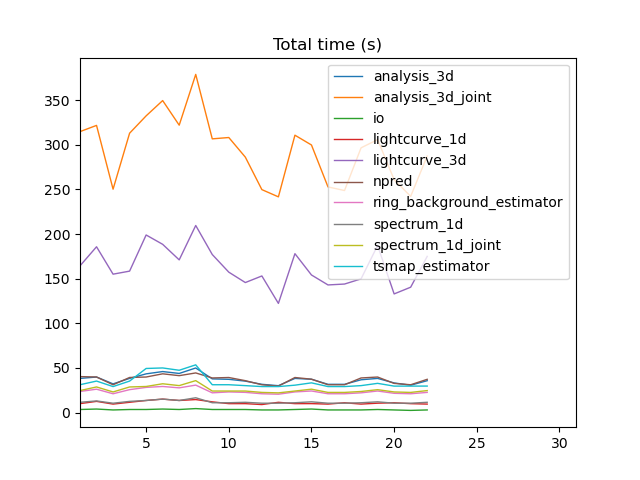 Total time (s)
350
300
250
200
150
100
50
0
5
10
15
20
25
30
analysis_3d
analysis_3d_joint
io
lightcurve_1d
lightcurve_3d
npred
ring_background_estimator
spectrum_1d
spectrum_1d_joint
tsmap_estimator